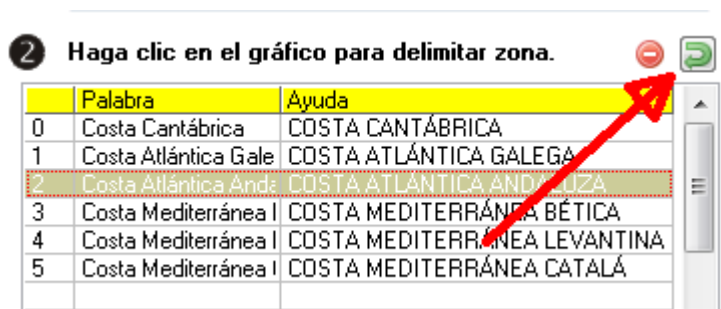 2 Haga clic en el gráfico para delimitar zona.
Palabra Ayuda
0 Costa Cantábrica COSTA CANTÁBRICA
1 Costa Atlántica Gale COSTA ATLÁNTICA GALEGA
2 Costa Atlántica Anda COSTA ATLÁNTICA ANDALUZA
3 Costa Mediterránea COSTA MEDITERRÁNEA BÉTICA
4 Costa Mediterránea COSTA MEDITERRÁNEA LEVANTINA
5 Costa Mediterránea COSTA MEDITERRÁNEA CATALÁ